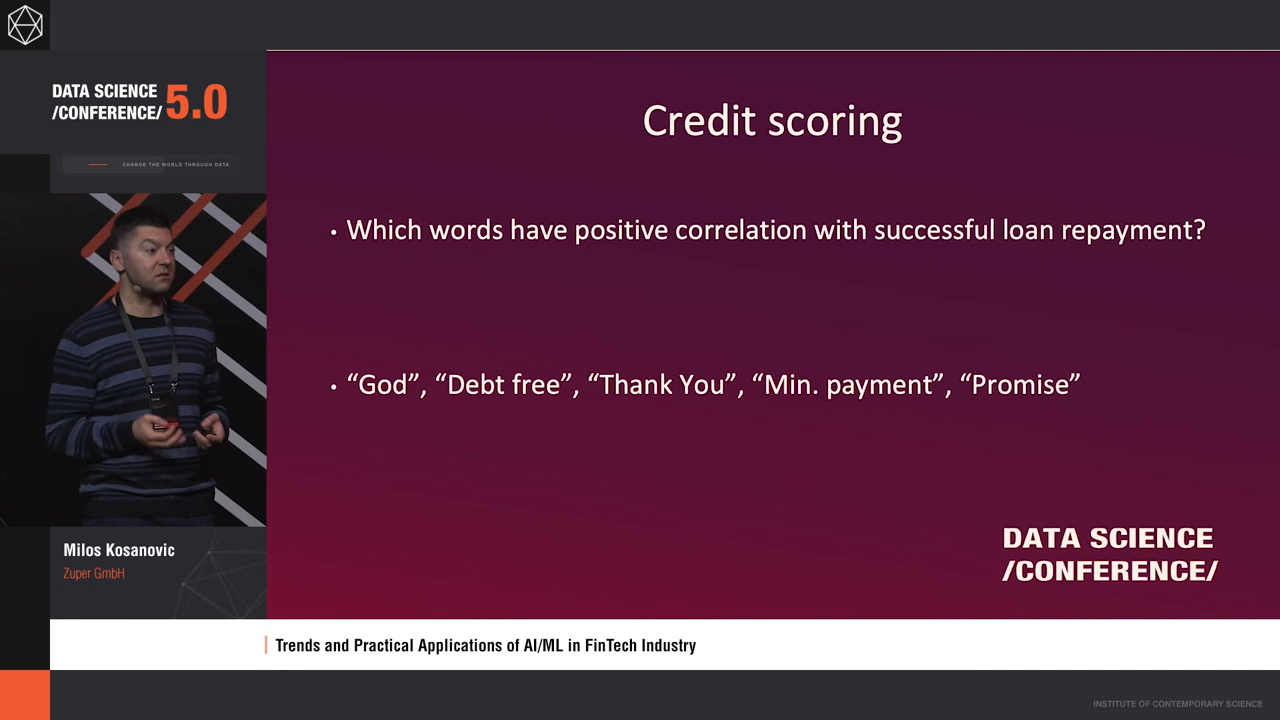 DATA SCIENCE
/CONFERENCE/ 5.0
CHANGE THE WORLD THROUGH DATA
Credit scoring
• Which words have positive correlation with successful loan repayment?
• “God”, “Debt free”, “Thank You”, “Min. payment”, “Promise”
DATA SCIENCE
/CONFERENCE/
Milos Kosanovic
Zuper GmbH
Trends and Practical Applications of AI/ML in FinTech Industry
INSTITUTE OF CONTEMPORARY SCIENCE